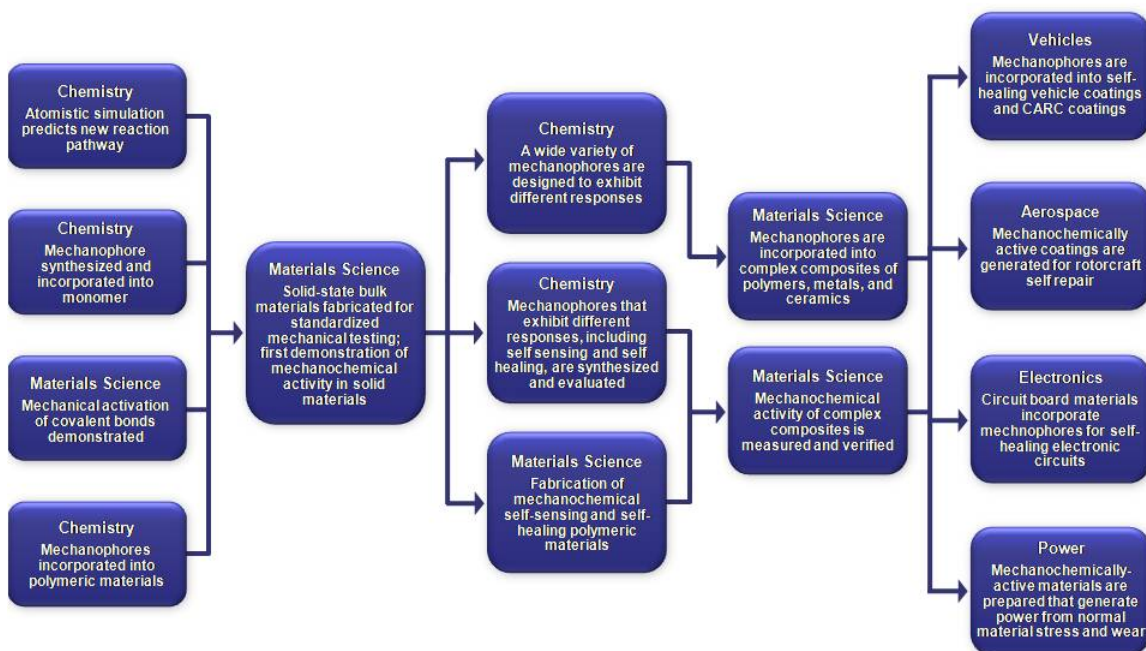 Chemistry
Atomistic simulation
predicts new reaction
pathway
Chemistry
Mechanophore
synthesized and
incorporated into
monomer
Materials Science
Mechanical activation
of covalent bonds
demonstrated
Chemistry
Mechanophores
incorporated into
polymeric materials
Materials Science
Solid-state bulk
materials fabricated for
standardized
mechanical testing;
first demonstration of
mechanochemical
activity in solid
materials
Chemistry
A wide variety of
mechanophores are
designed to exhibit
different responses
Chemistry
Mechanophores that
exhibit different
responses, including
self sensing and self
healing, are synthesized
and evaluated
Materials Science
Fabrication of
mechanochemical
self-sensing and self-
healing polymeric
materials
Materials Science
Mechanophores are
incorporated into
complex composites of
polymers, metals, and
ceramics
Materials Science
Mechanochemical
activity of complex
composites is
measured and verified
Vehicles
Mechanophores are
incorporated into self-
healing vehicle coatings
and CARC coatings
Aerospace
Mechanochemically
active coatings are
generated for rotorcraft
self repair
Electronics
Circuit board materials
incorporate
mechnophores for self-
healing electronic
circuits
Power
Mechanochemically-
active materials are
prepared that generate
power from normal
material stress and wear